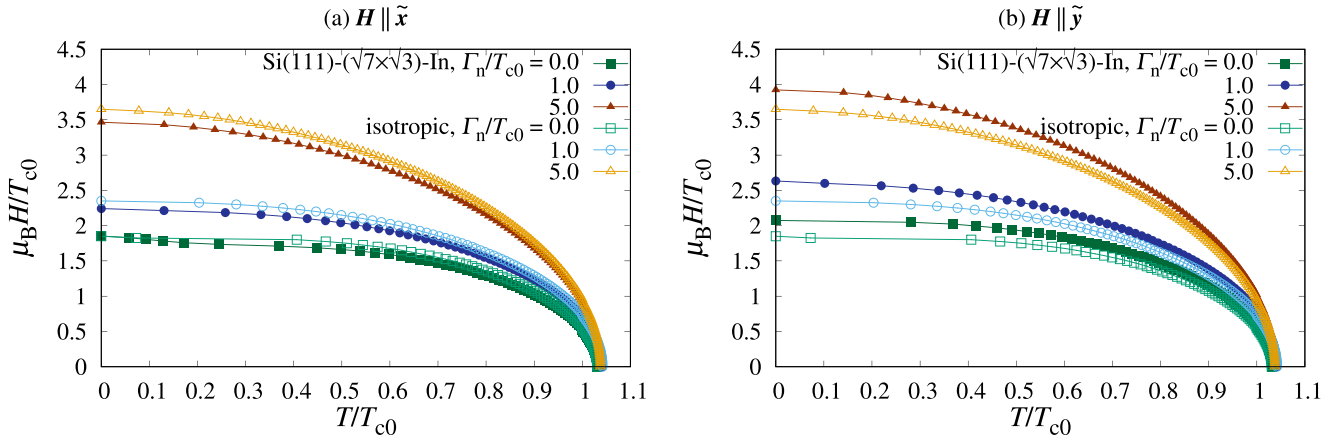 (a) H ∥ x̃
4.5
4
3.5
3
2.5
2
1.5
1
0.5
0
μBH/Tc0
Si(111)-(√7×√3)-In, Γn/Tc0 = 0.0
1.0
5.0
isotropic, Γn/Tc0 = 0.0
1.0
5.0
0 0.1 0.2 0.3 0.4 0.5 0.6 0.7 0.8 0.9 1 1.1
T/Tc0
(b) H ∥ ỹ
4.5
4
3.5
3
2.5
2
1.5
1
0.5
0
μBH/Tc0
Si(111)-(√7×√3)-In, Γn/Tc0 = 0.0
1.0
5.0
isotropic, Γn/Tc0 = 0.0
1.0
5.0
0 0.1 0.2 0.3 0.4 0.5 0.6 0.7 0.8 0.9 1 1.1
T/Tc0